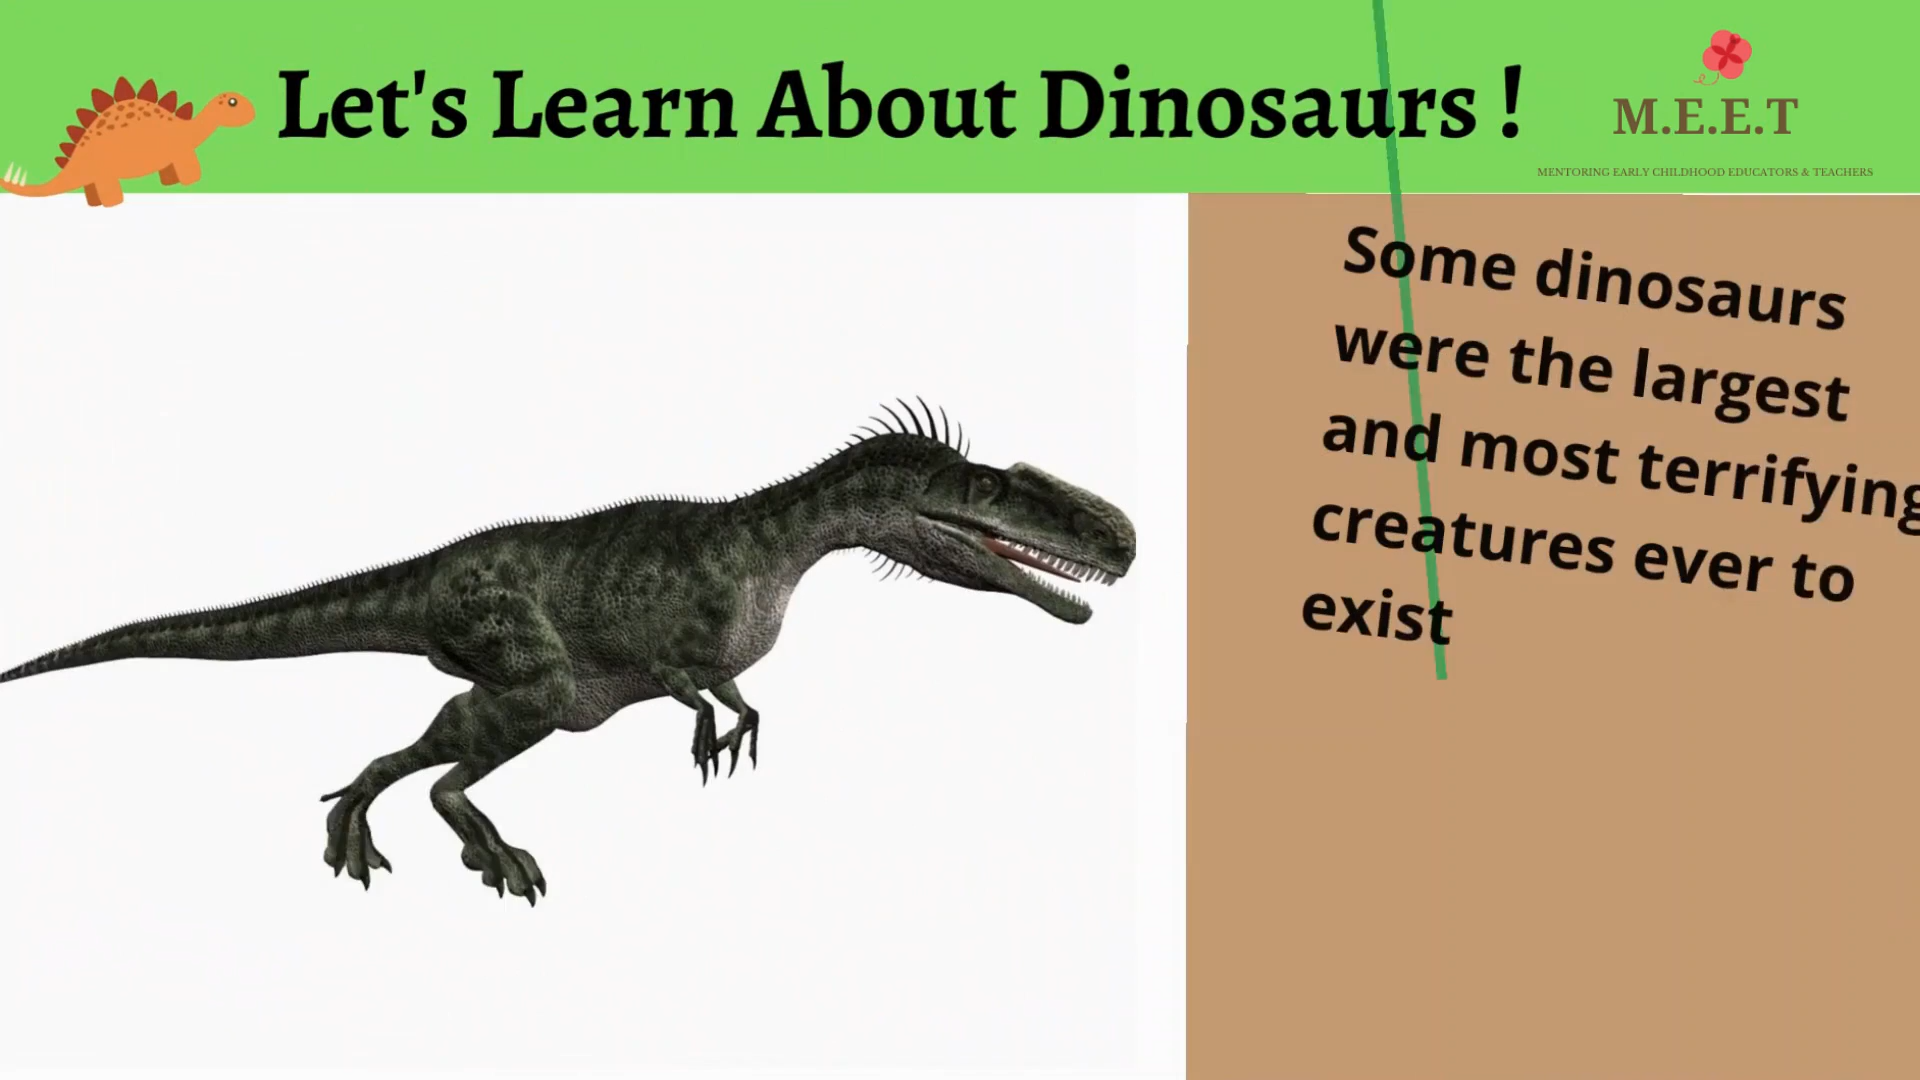 Let's Learn About Dinosaurs !
M.E.E.T
MENTORING EARLY CHILDHOOD EDUCATORS & TEACHERS
Some dinosaurs
were the largest
and most terrifying
creatures ever to
exist